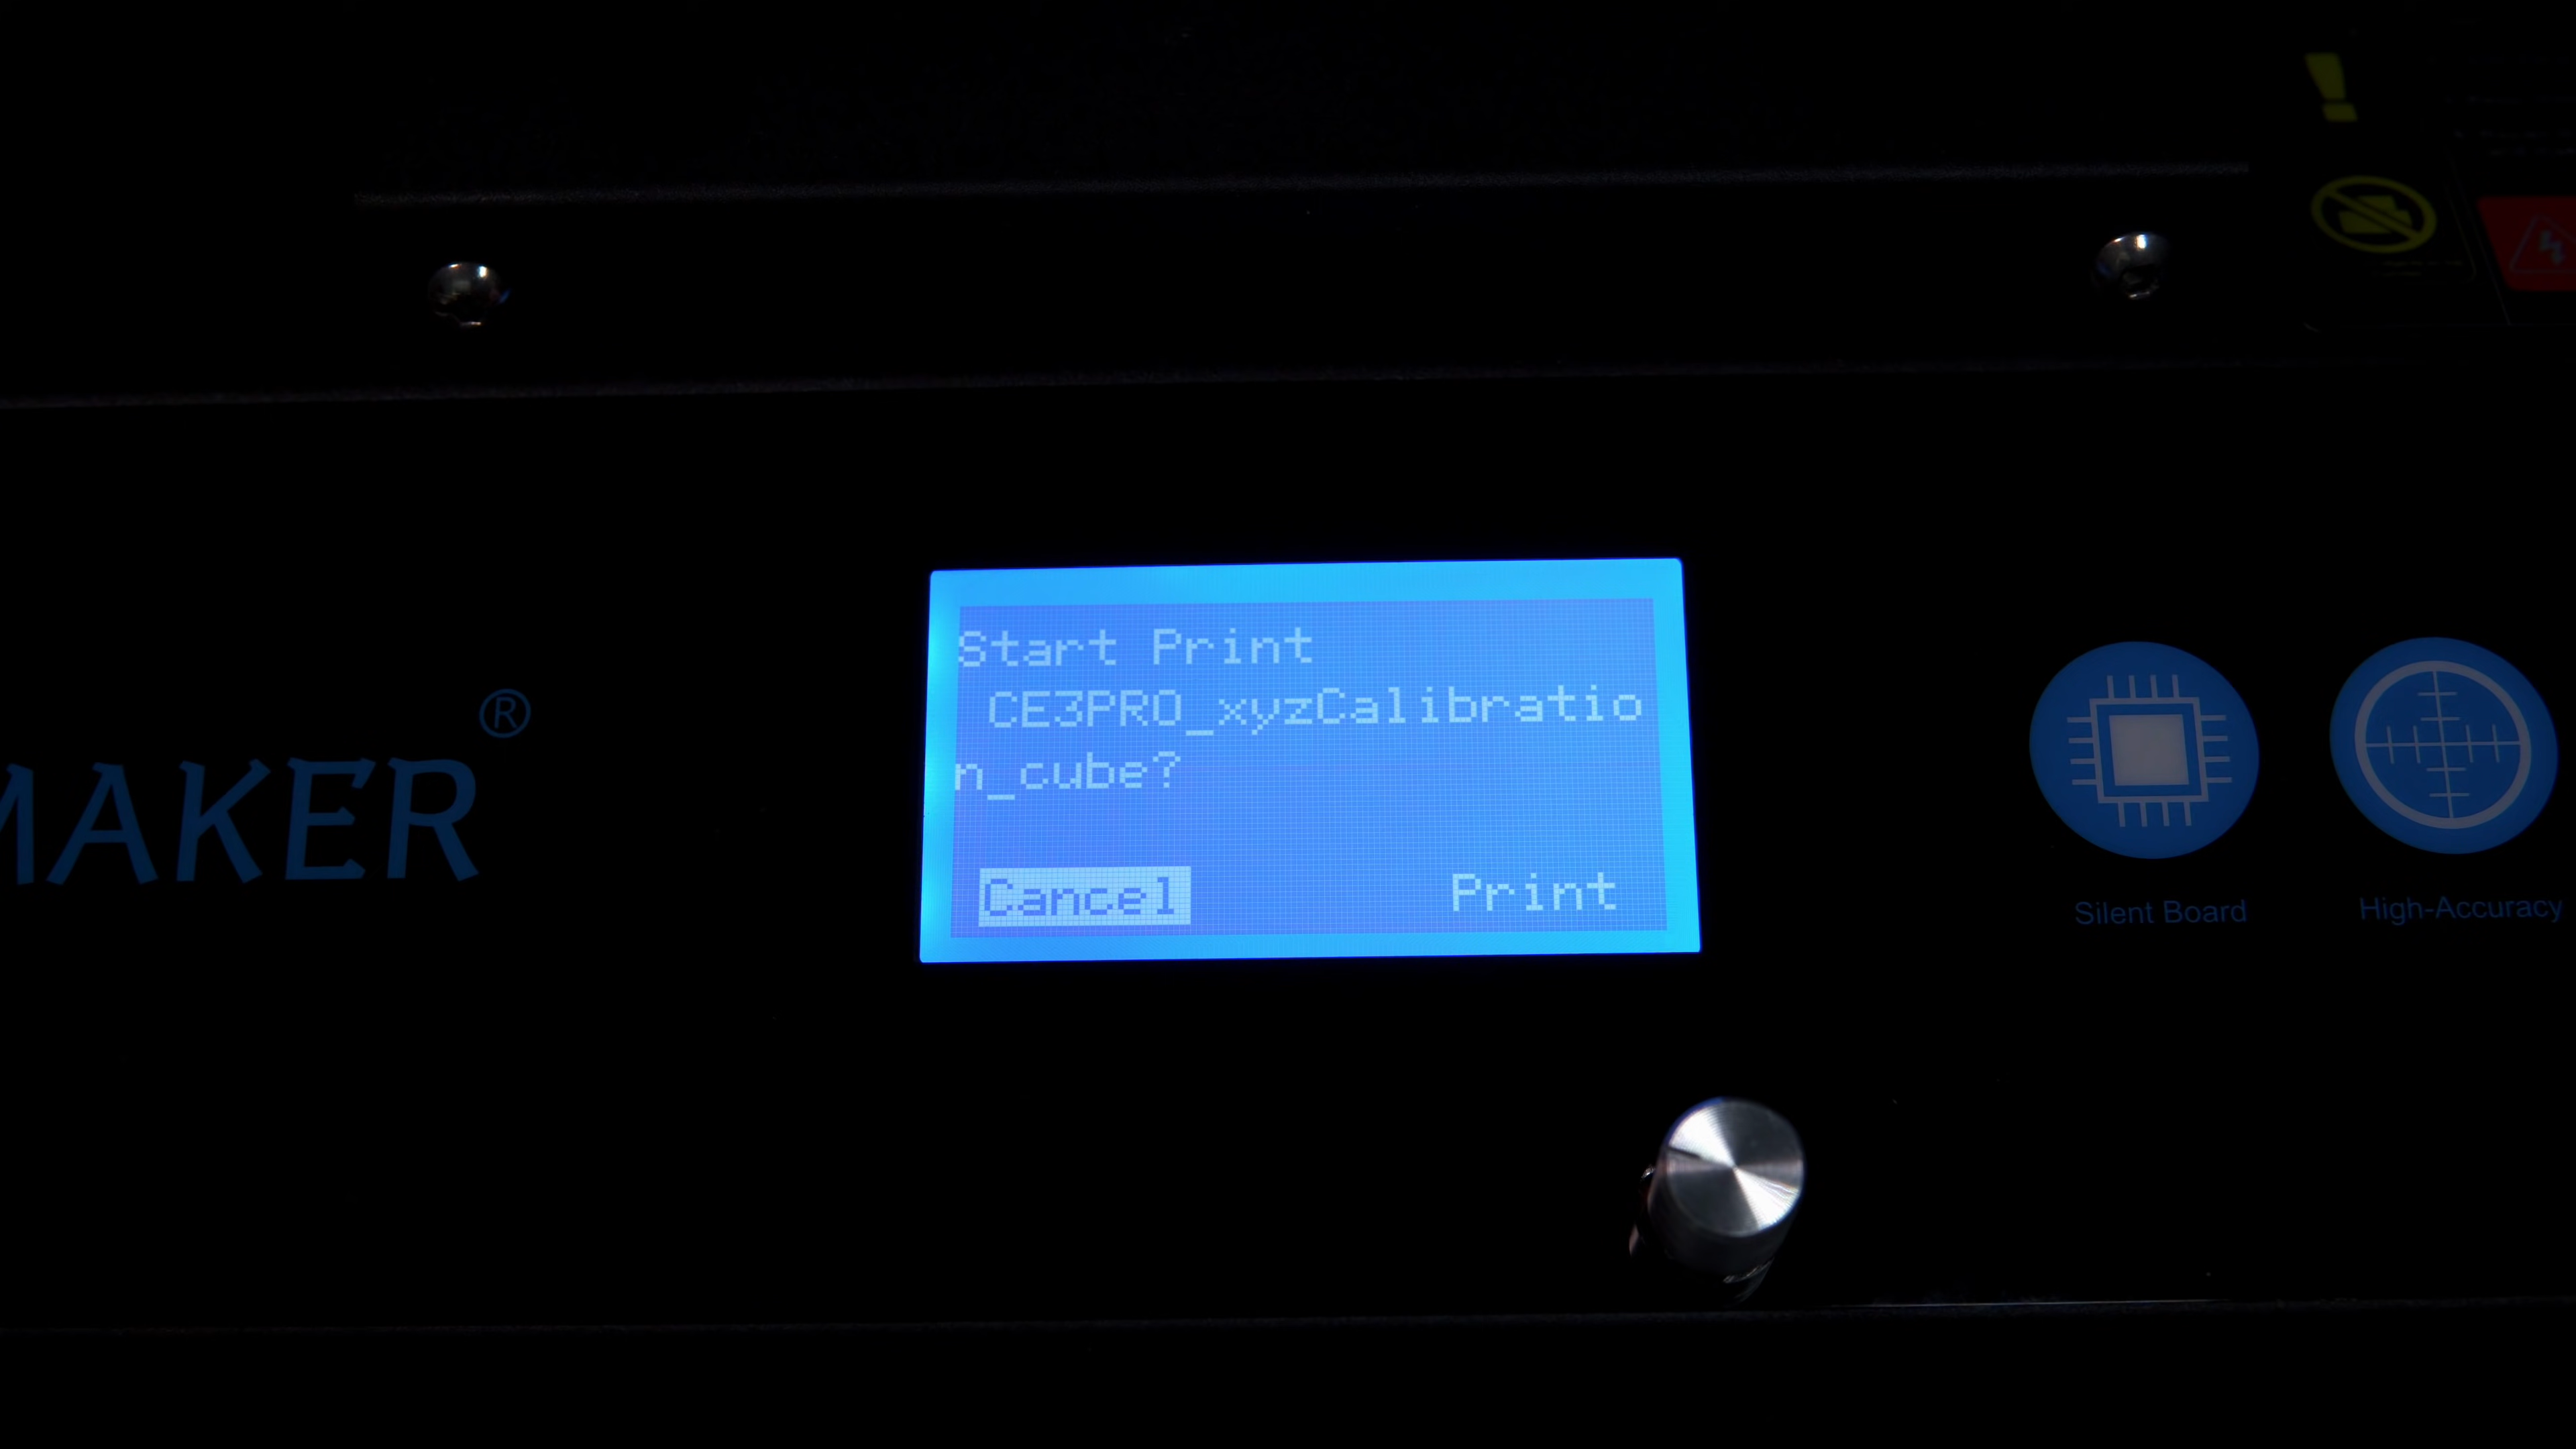 Start Print
CE3PRO_xyzCalibratio
n_cube?
Cancel Print
MAKER®
Silent Board
High-Accuracy